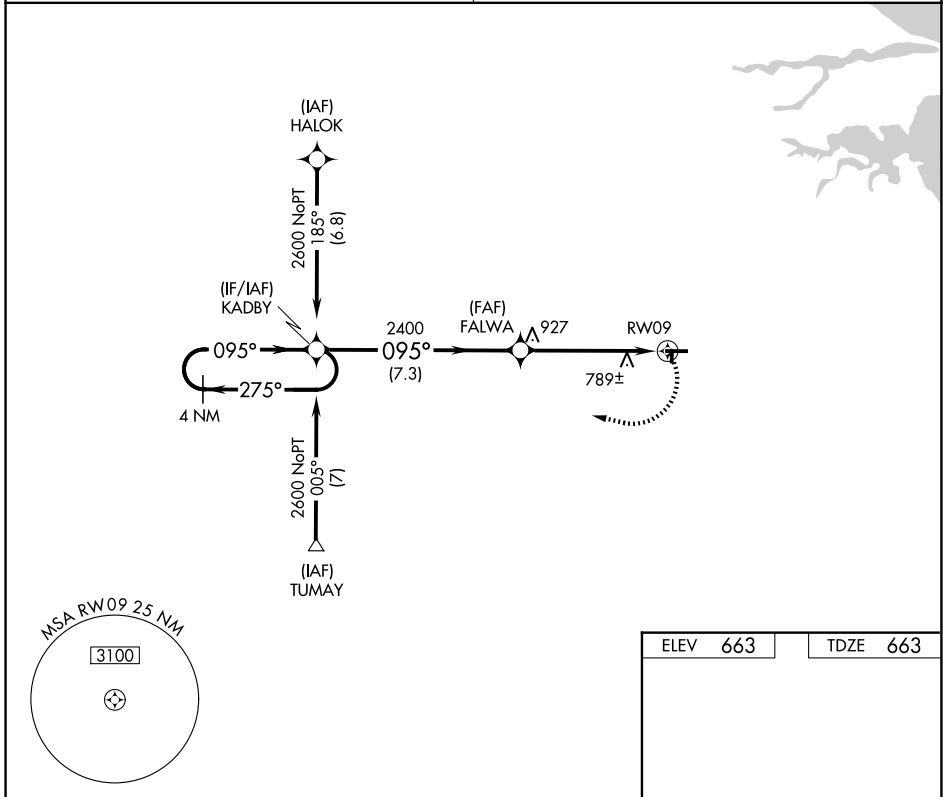 (IAF)
HALOK
2600 NoPT
185°
(6.8)
(IF/IAF)
KADBY
095°
275°
4 NM
2400
095°
(7.3)
(FAF)
FALWA
927
RW09
789±
2600 NoPT
005°
(7)
(IAF)
TUMAY
MSA RW09 25 NM
3100
ELEV 663
TDZE 663